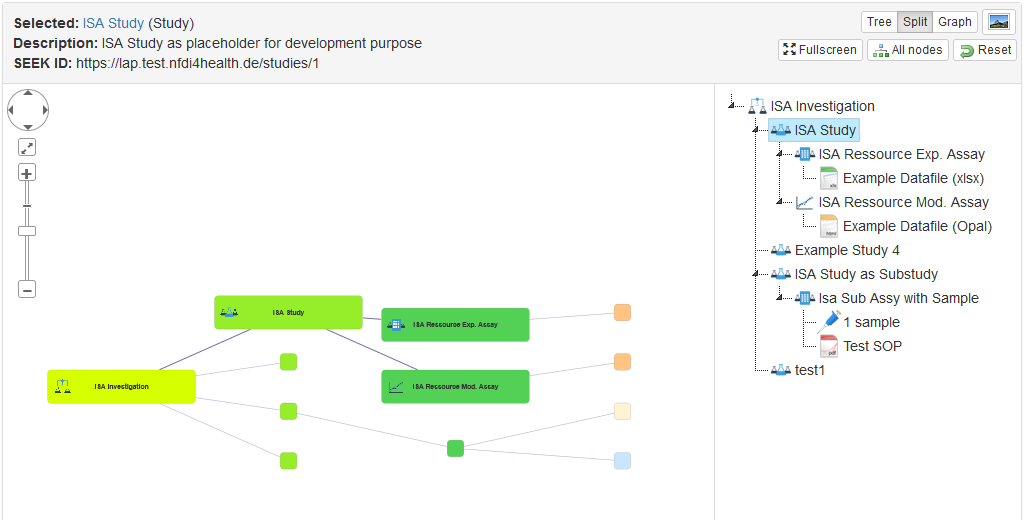 Selected: ISA Study (Study)
Description: ISA Study as placeholder for development purpose
SEEK ID: https://lap.test.nfdi4health.de/studies/1
Tree Split Graph
Fullscreen All nodes Reset
ISA Study
ISA Ressource Exp. Assay
ISA Investigation
ISA Ressource Mod. Assay
ISA Investigation
ISA Study
ISA Ressource Exp. Assay
xls
Example Datafile (xlsx)
ISA Ressource Mod. Assay
html
Example Datafile (Opal)
Example Study 4
ISA Study as Substudy
Isa Sub Assy with Sample
1 sample
pdf
Test SOP
test1